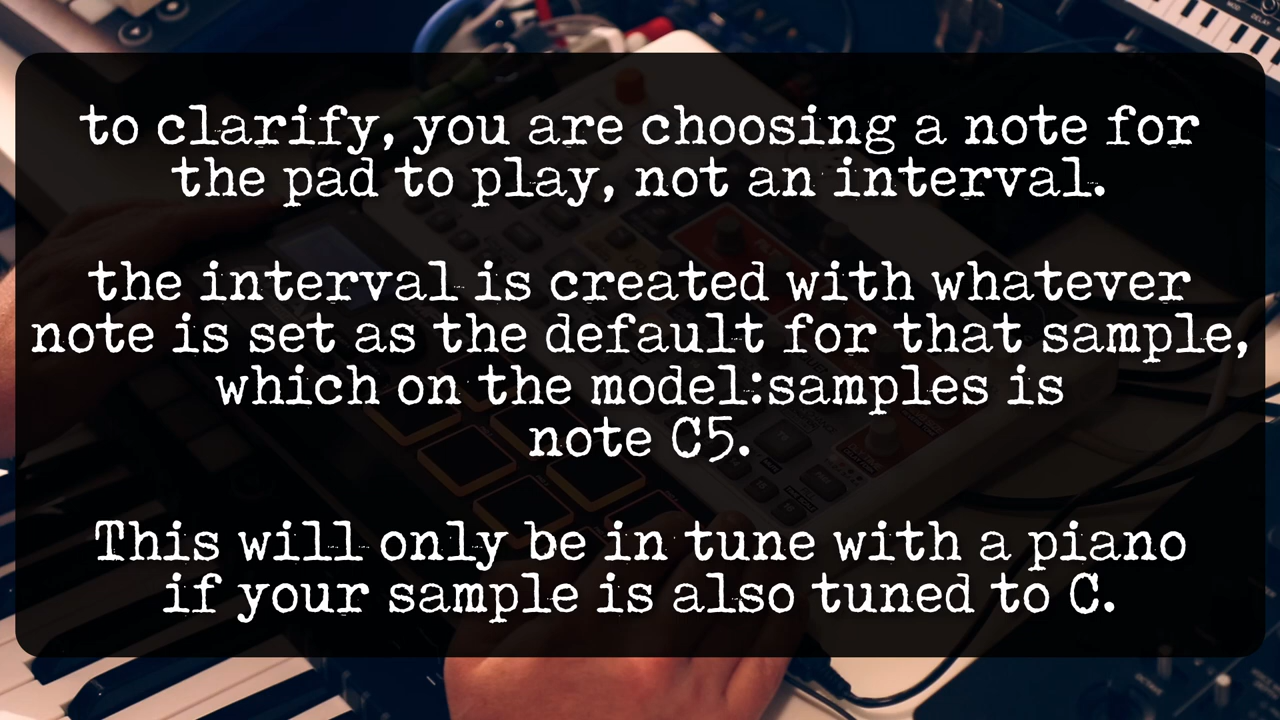 to clarify, you are choosing a note for
the pad to play, not an interval.
the interval is created with whatever
note is set as the default for that sample,
which on the model:samples is
note C5.
This will only be in tune with a piano
if your sample is also tuned to C.